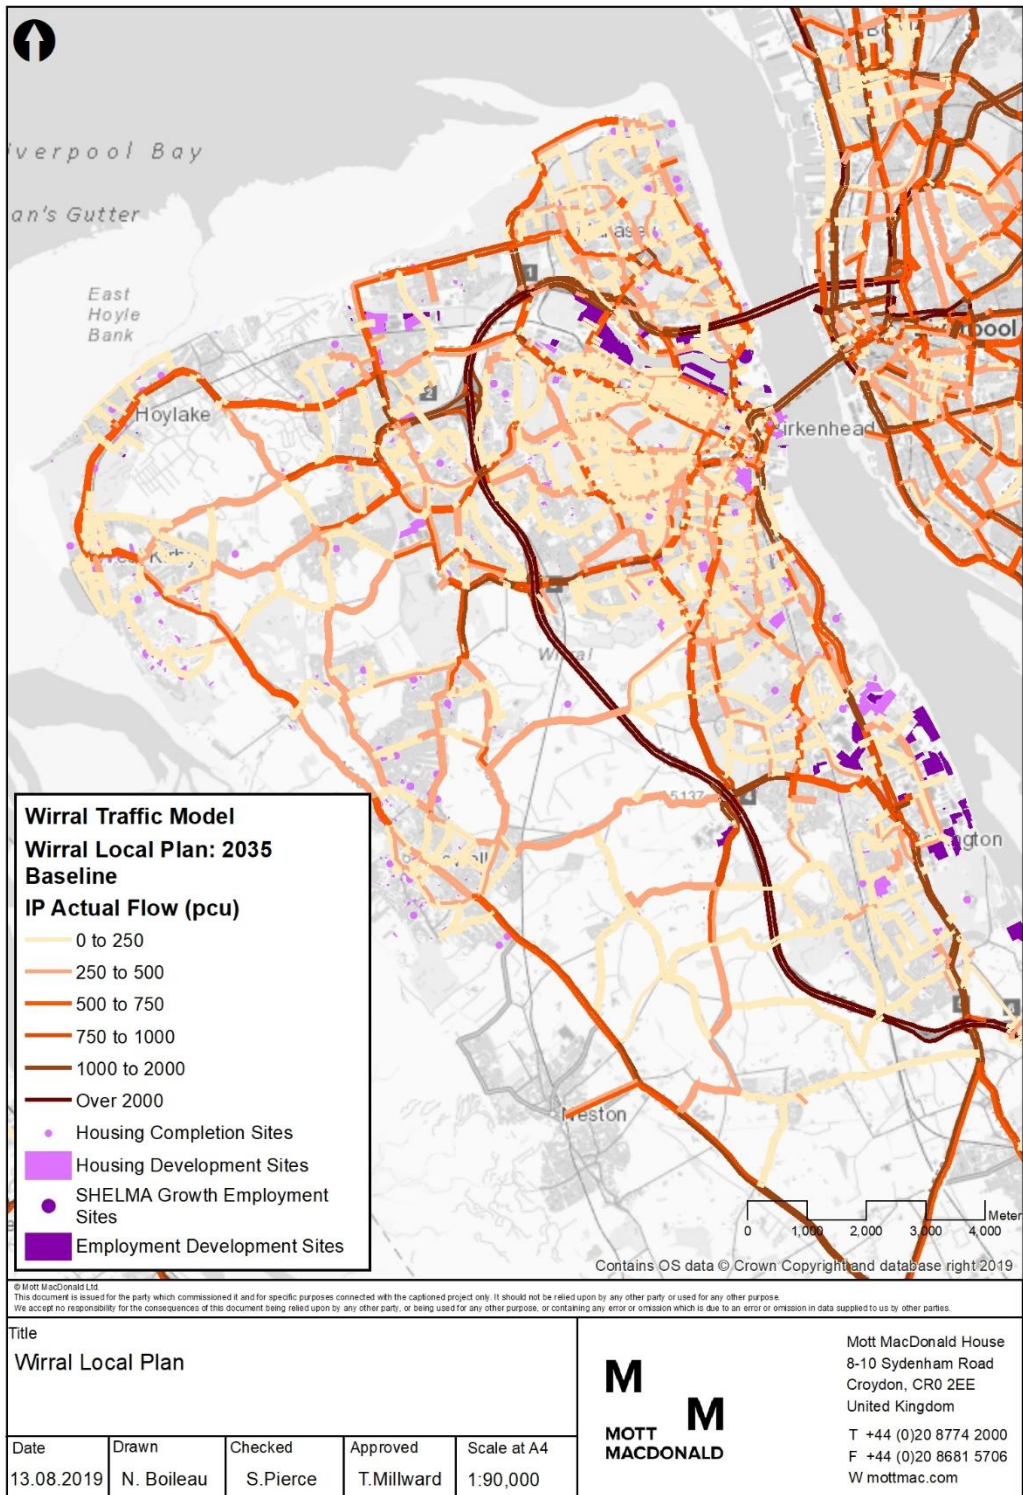 iverpool Bay
an's Gutter
East
Hoyle
Bank
Hoylake
irkenhead
Wirral
5137
1
2
4
Wirral Traffic Model
Wirral Local Plan: 2035
Baseline
IP Actual Flow (pcu)
0 to 250
250 to 500
500 to 750
750 to 1000
1000 to 2000
Over 2000
Housing Completion Sites
Housing Development Sites
SHELMA Growth Employment
Sites
Employment Development Sites
Meter
0 1,000 2,000 3,000 4,000
Contains OS data © Crown Copyright and database right 2019
© Mott MacDonald Ltd.
This document is issued for the party which commissioned it and for specific purposes connected with the captioned project only. It should not be relied upon by any other party or used for any other purpose.
We accept no responsibility for the consequences of this document being relied upon by any other party, or being used for any other purpose, or containing any error or omission which is due to an error or omission in data supplied to us by other parties.
Title
Wirral Local Plan
Date
13.08.2019
Drawn
N. Boileau
Checked
S.Pierce
Approved
T.Millward
Scale at A4
1:90,000
M
M
MOTT
MACDONALD
Mott MacDonald House
8-10 Sydenham Road
Croydon, CR0 2EE
United Kingdom
T +44 (0)20 8774 2000
F +44 (0)20 8681 5706
W mottmac.com